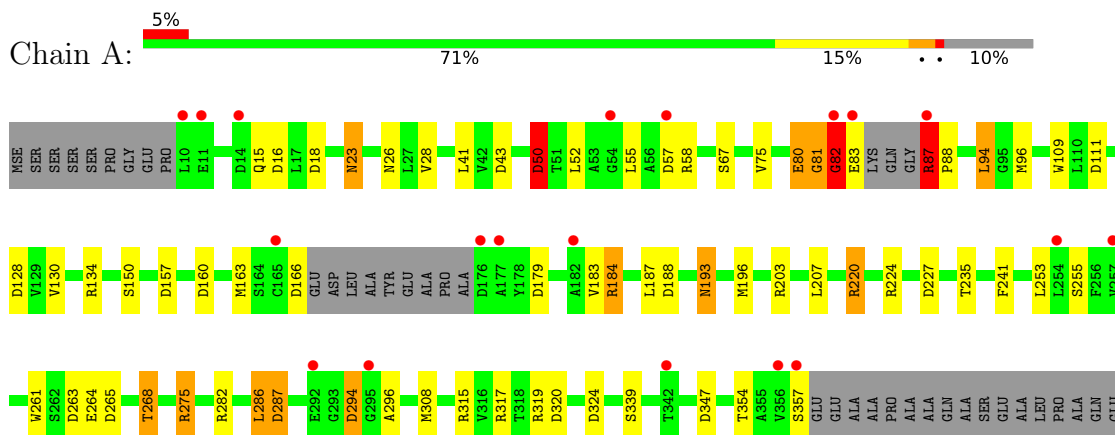 5%
Chain A:
71% 15% • • 10%
MSE SER SER SER SER PRO GLY GLU PRO L10 E11 D14 Q15 D16 L17 D18 N23 N26 L27 V28 L41 V42 D43 D50 T51 L52 A53 G54 L55 A56 D57 R58 S67 V75 E80 G81 G82 E83 LYS GLN GLY R87 P88 L94 G95 M96 W109 L110 D111
D128 V129 V130 R134 S150 D157 D160 M163 S164 C165 D166 GLU ASP LEU ALA TYR GLU ALA PRO ALA D176 A177 Y178 D179 A182 V183 R184 L187 D188 N193 M196 R203 L207 R220 R224 D227 T235 F241 L253 L254 S255 F256 V257
W261 S262 D263 E264 D265 T268 R275 R282 L286 D287 E292 G293 D294 G295 A296 M308 R315 V316 R317 T318 R319 D320 D324 S339 T342 D347 T354 A355 V356 S357 GLU GLU ALA ALA PRO ALA ALA GLN ALA SER GLU ALA LEU PRO ALA GLN GLU